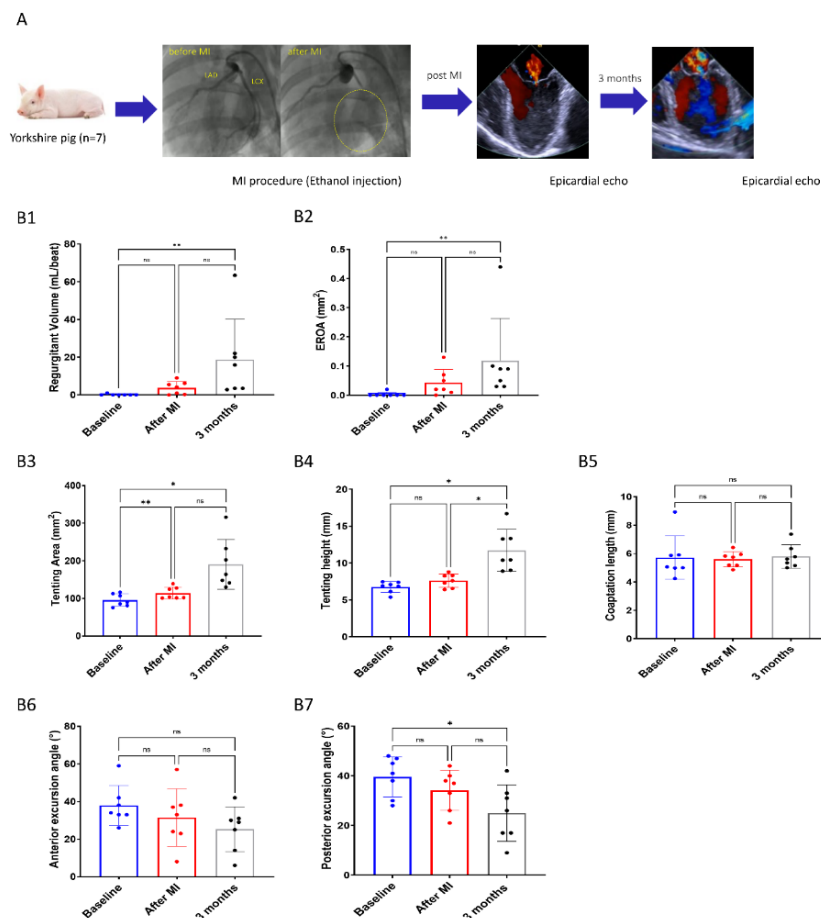 A
before MI
after MI
LAD
LCX
post MI
3 months
Yorkshire pig (n=7)
MI procedure (Ethanol injection)
Epicardial echo
Epicardial echo
B1
B2
Regurgitant Volume (mL/beat)
80
60
40
20
0
**
ns
ns
Baseline
After MI
3 months
EROA (mm²)
0.5
0.4
0.3
0.2
0.1
0.0
**
ns
ns
Baseline
After MI
3 months
B3
B4
B5
Tenting Area (mm²)
400
300
200
100
0
*
**
ns
Baseline
After MI
3 months
Tenting height (mm)
20
15
10
5
0
*
ns
*
Baseline
After MI
3 months
Coaptation length (mm)
10
8
6
4
2
0
ns
ns
ns
Baseline
After MI
3 months
B6
B7
Anterior excursion angle (°)
80
60
40
20
0
ns
ns
ns
Baseline
After MI
3 months
Posterior excursion angle (°)
60
40
20
0
*
ns
ns
Baseline
After MI
3 months